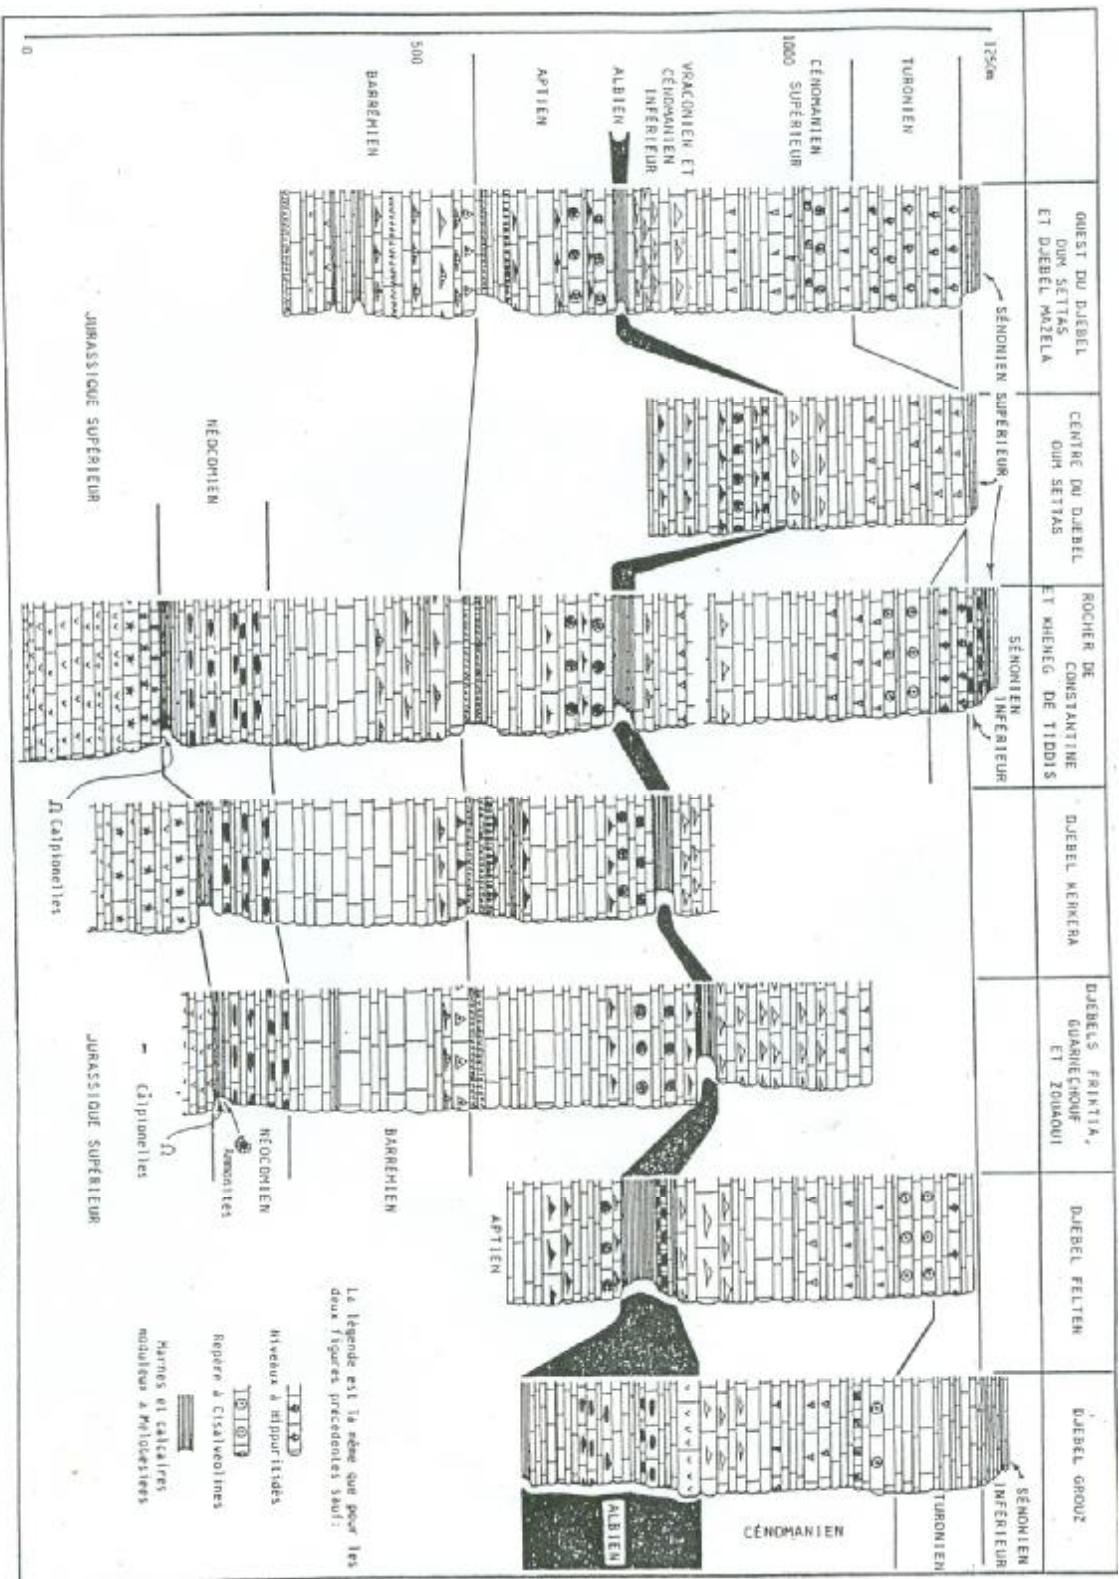 OUEST DU DJEBEL
OUM SETTAS
ET DJEBEL MAZELA
CENTRE DU DJEBEL
OUM SETTAS
ROCHER DE
CONSTANTINE
ET KHENEG DE TIDDIS
DJEBEL KERKERA
DJEBELS FRIKTIA,
GUARNECHOUF
ET ZOUAOUI
DJEBEL FELTEN
DJEBEL GROUZ
1250m
1000
500
0
TURONIEN
CÉNOMANIEN
SUPÉRIEUR
VRACONIEN ET
CÉNOMANIEN
INFÉRIEUR
ALBIEN
APTIEN
BARRÉMIEN
SÉNONIEN SUPÉRIEUR
SÉNONIEN
INFÉRIEUR
NÉOCOMIEN
JURASSIQUE SUPÉRIEUR
Ω Calpionelles
SÉNONIEN
INFÉRIEUR
TURONIEN
CÉNOMANIEN
ALBIEN
APTIEN
BARRÉMIEN
NÉOCOMIEN
Ammonites
Ω
Calpionelles
JURASSIQUE SUPÉRIEUR
La légende est la même que pour les
deux figures précédentes sauf:
Niveaux à Hippuritidés
Repère à Cisalvéolines
Marnes et calcaires
noduleux à